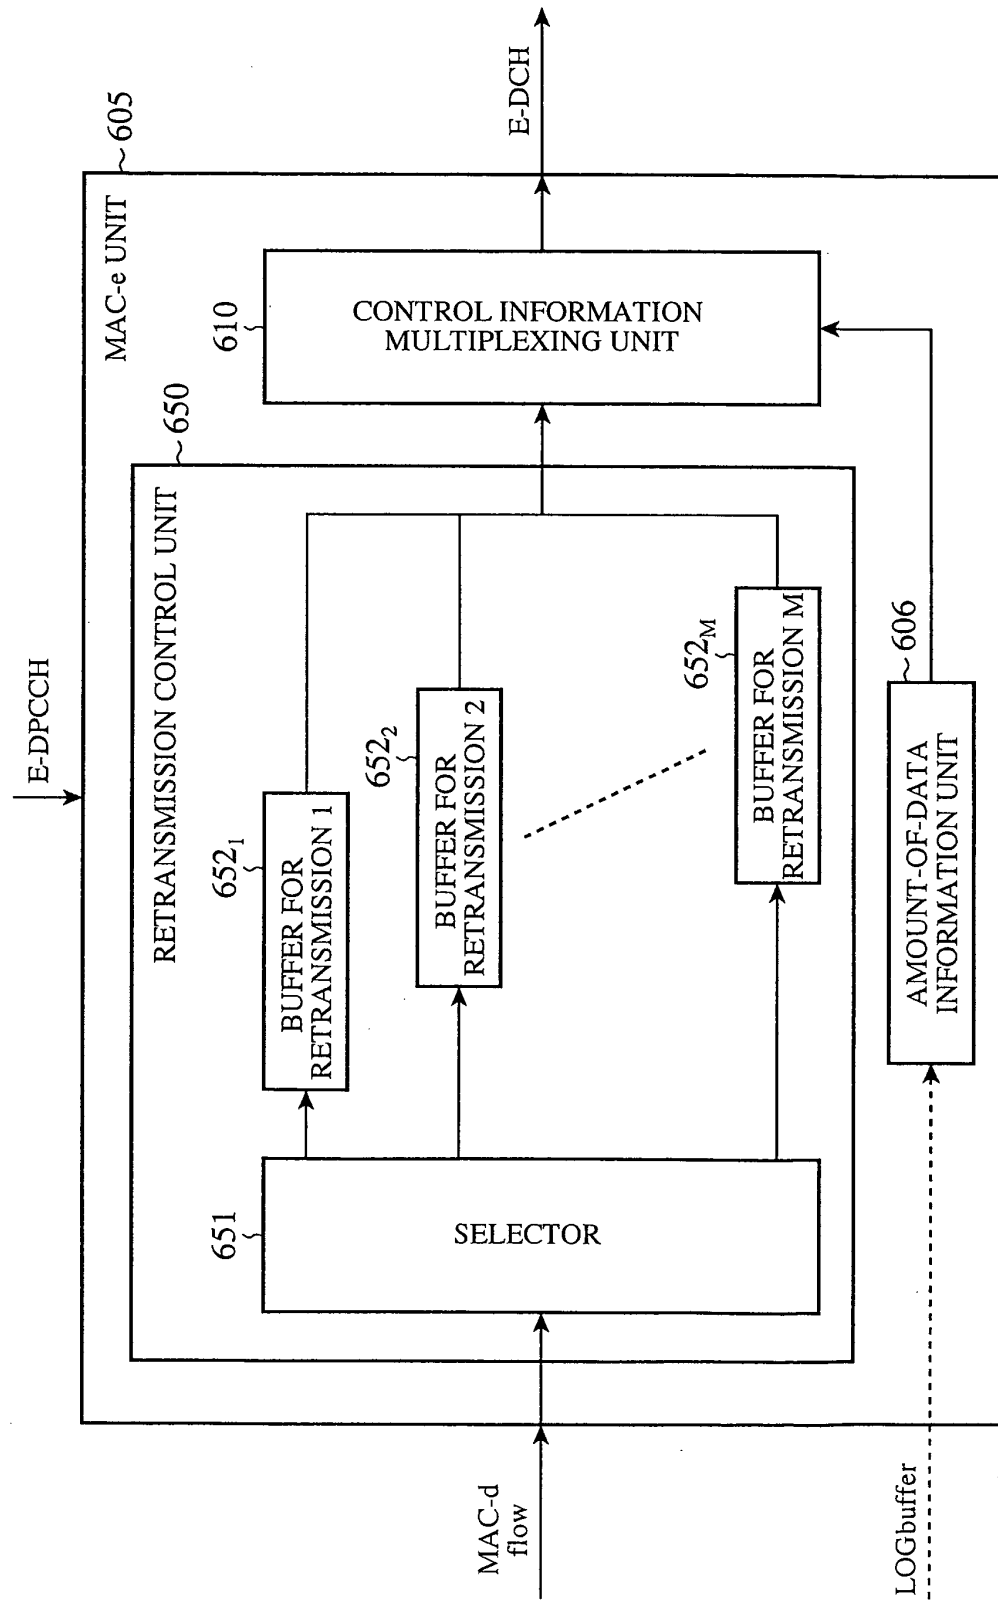 E-DPCCH
605
MAC-e UNIT
650
RETRANSMISSION CONTROL UNIT
610
CONTROL INFORMATION
MULTIPLEXING UNIT
E-DCH
652₁
BUFFER FOR
RETRANSMISSION 1
652₂
BUFFER FOR
RETRANSMISSION 2
652M
BUFFER FOR
RETRANSMISSION M
651
SELECTOR
606
AMOUNT-OF-DATA
INFORMATION UNIT
MAC-d
flow
LOGbuffer